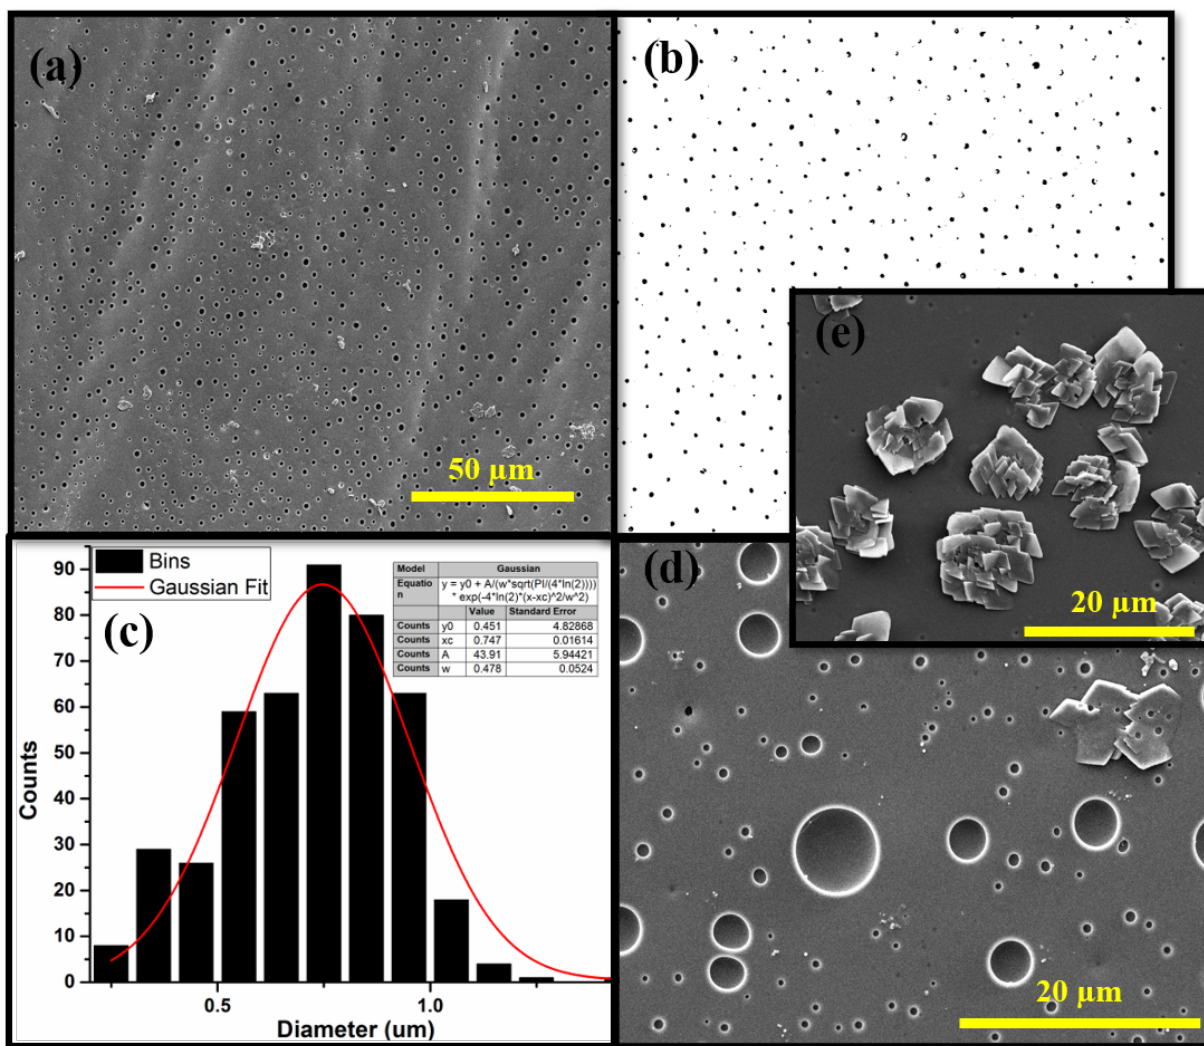 (a)
50 µm
(b)
(e)
20 µm
Bins
Gaussian Fit
(c)
Model Gaussian
Equatio
n
y = y0 + A/(w*sqrt(PI/(4*ln(2))))
* exp(-4*ln(2)*(x-xc)^2/w^2)
Value Standard Error
Counts y0 0.451 4.82868
Counts xc 0.747 0.01614
Counts A 43.91 5.94421
Counts w 0.478 0.0524
90
80
70
60
50
40
30
20
10
0
Counts
0.5 1.0
Diameter (um)
(d)
20 µm